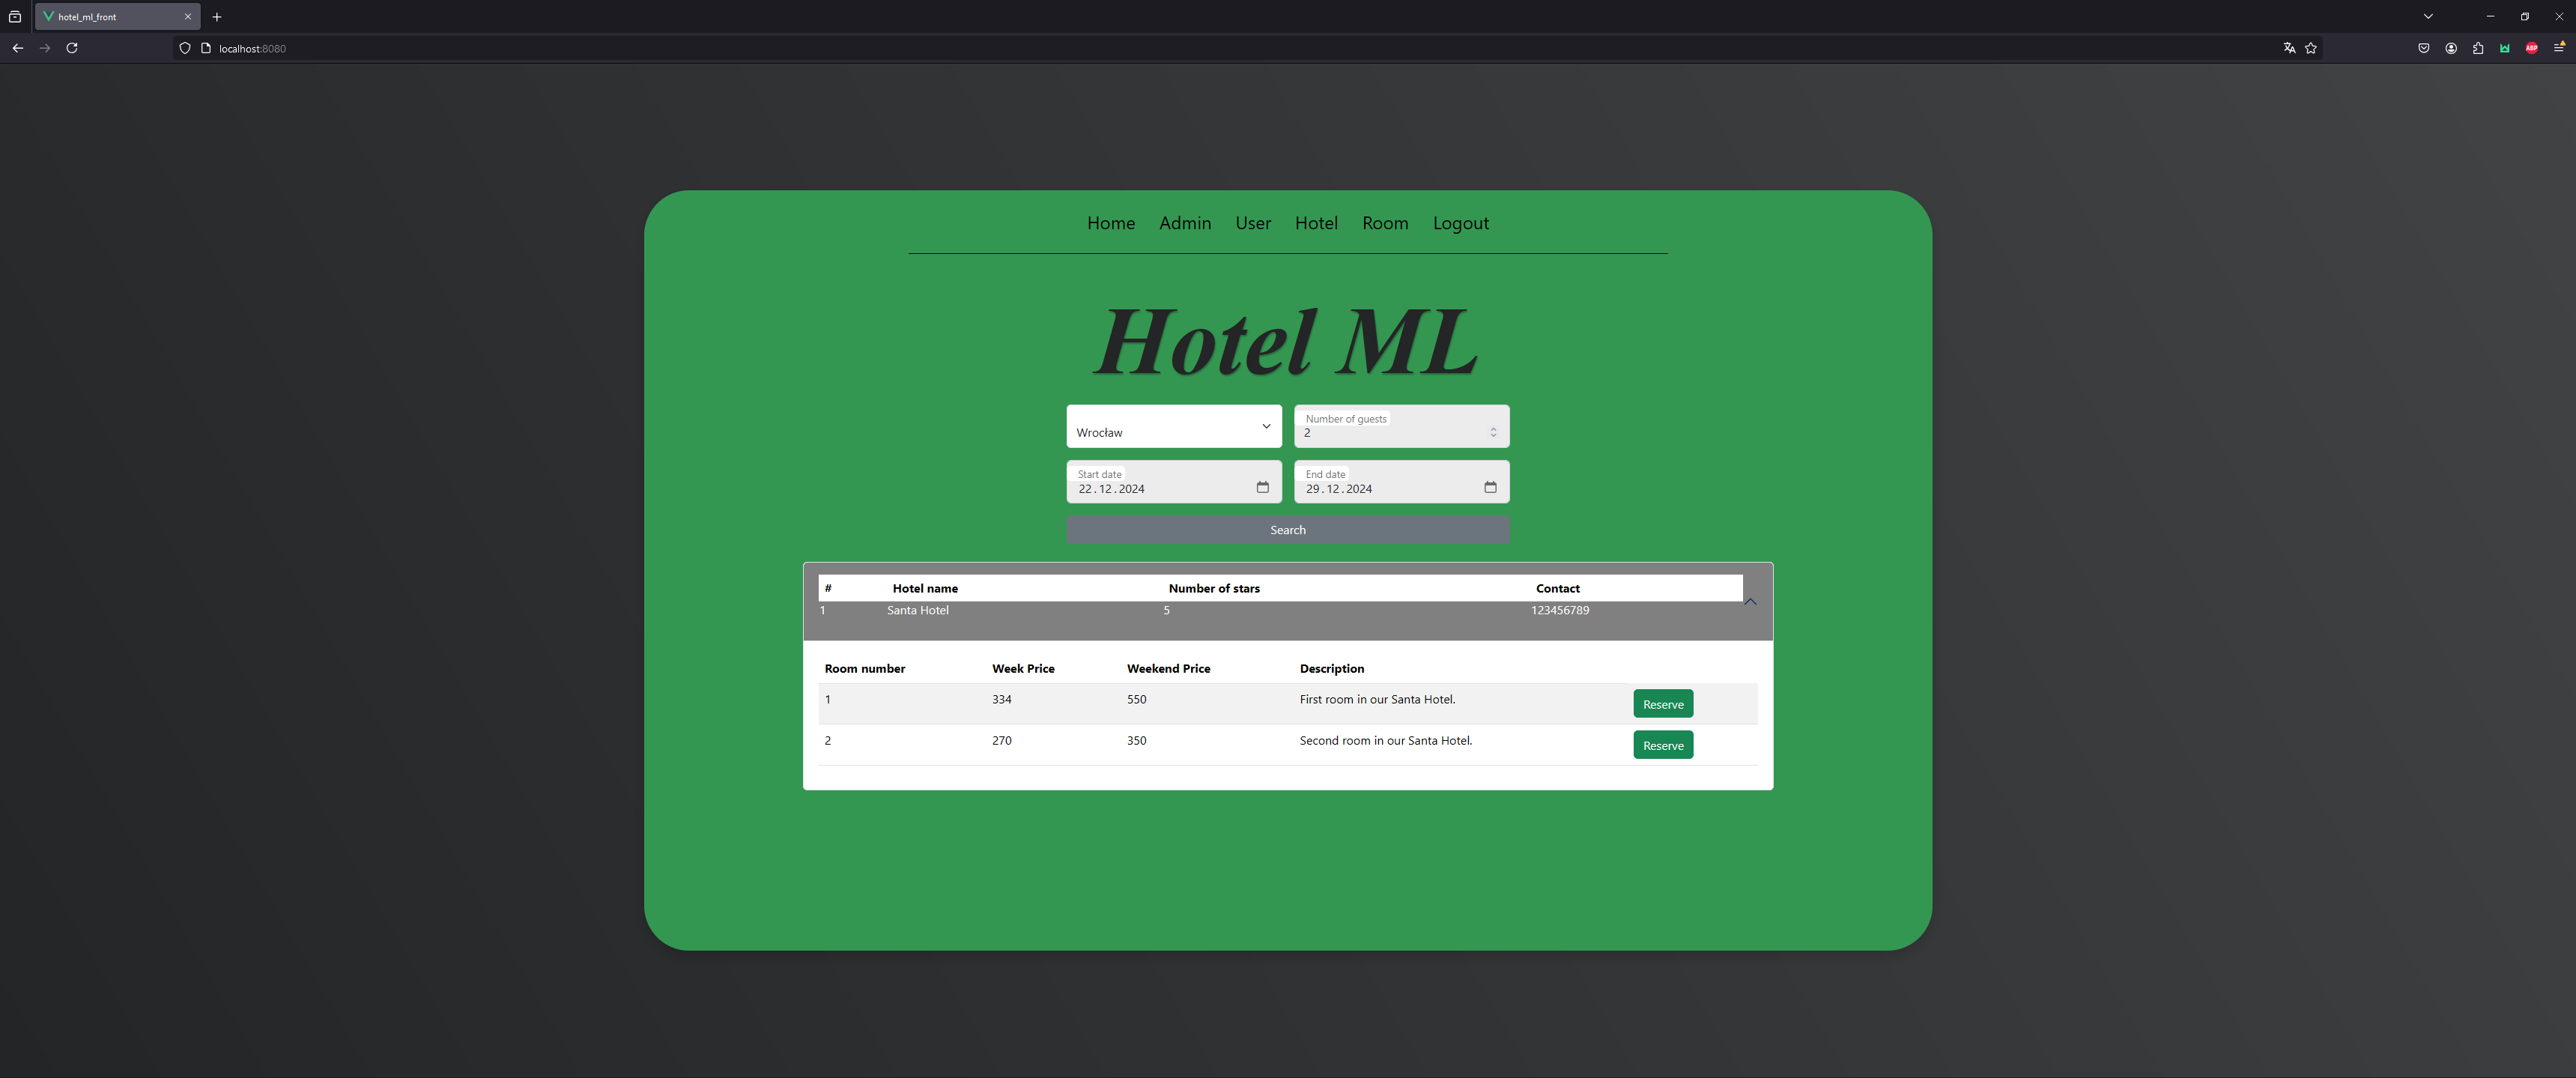 hotel_ml_front
localhost:8080
ABP
Home Admin User Hotel Room Logout
Hotel ML
Wrocław
Number of guests
2
Start date
22.12.2024
End date
29.12.2024
Search
# Hotel name Number of stars Contact
1 Santa Hotel 5 123456789
Room number Week Price Weekend Price Description
1 334 550 First room in our Santa Hotel. Reserve
2 270 350 Second room in our Santa Hotel. Reserve